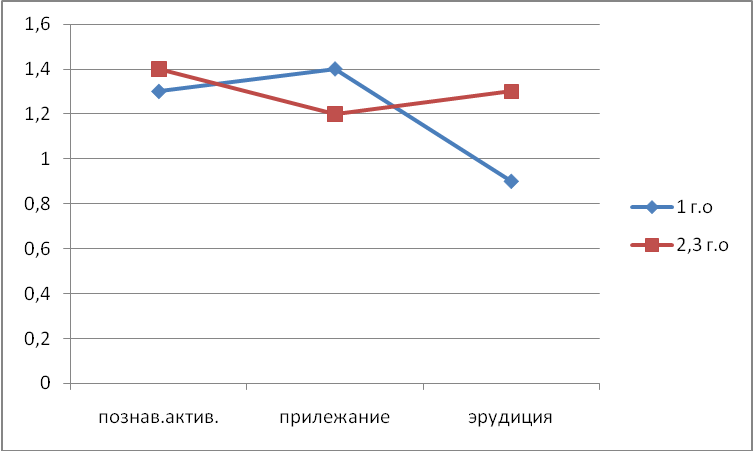 1,6
1,4
1,2
1
0,8
0,6
0,4
0,2
0
познав.актив.
прилежание
эрудиция
1 г.о
2,3 г.о